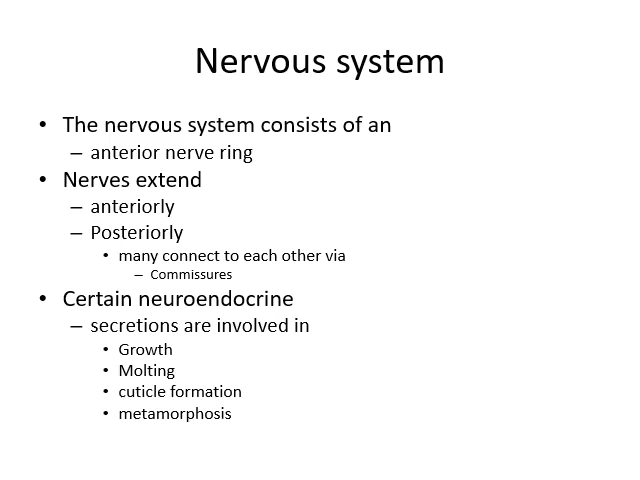 Nervous system
• The nervous system consists of an
– anterior nerve ring
• Nerves extend
– anteriorly
– Posteriorly
• many connect to each other via
– Commissures
• Certain neuroendocrine
– secretions are involved in
• Growth
• Molting
• cuticle formation
• metamorphosis